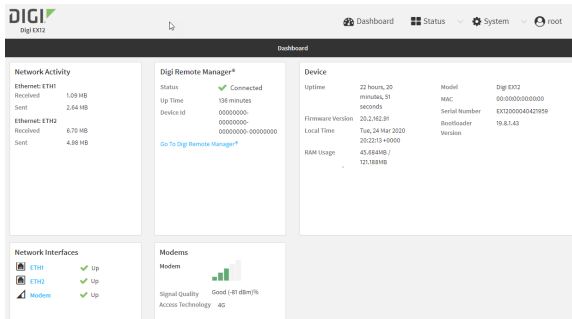 DIGI
Digi EX12
Dashboard
Status
System
root
Dashboard
Network Activity
Ethernet: ETH1
Received 1.09 MB
Sent 2.64 MB
Ethernet: ETH2
Received 6.70 MB
Sent 4.98 MB
Digi Remote Manager®
Status Connected
Up Time 136 minutes
Device Id 00000000-
00000000-
00000000-00000000
Go To Digi Remote Manager®
Device
Uptime 22 hours, 20
minutes, 51
seconds
Firmware Version 20.2.162.91
Local Time Tue, 24 Mar 2020
20:22:13 +0000
RAM Usage 45.684MB /
121.188MB
Model Digi EX12
MAC 00:00:00:00:00:00
Serial Number EX12000040421959
Bootloader 19.8.1.43
Version
Network Interfaces
ETH1 Up
ETH2 Up
Modem Up
Modems
Modem
Signal Quality Good (-81 dBm)%
Access Technology 4G